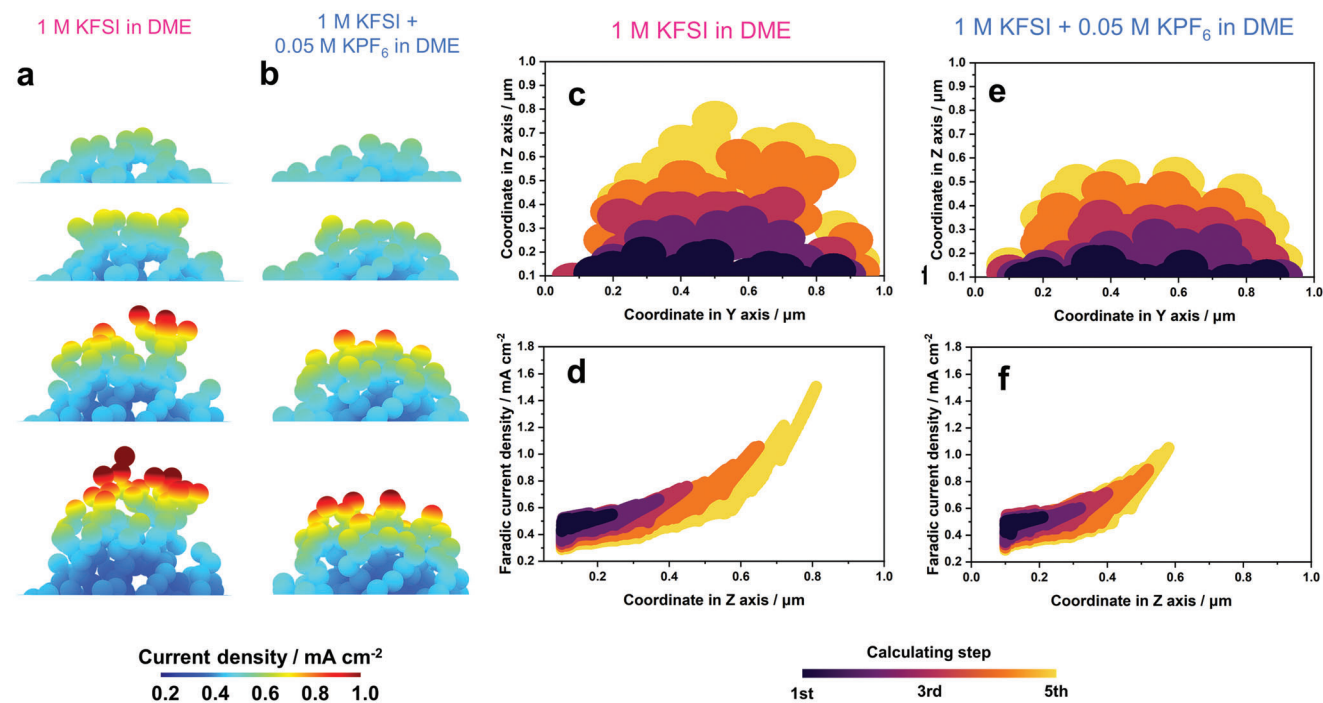 1 M KFSI in DME
1 M KFSI +
0.05 M KPF6 in DME
1 M KFSI in DME
1 M KFSI + 0.05 M KPF6 in DME
a
b
c
1.0
0.9
0.8
0.7
0.6
0.5
0.4
0.3
0.2
0.1
Coordinate in Z axis / µm
0.0 0.2 0.4 0.6 0.8 1.0
Coordinate in Y axis / µm
e
1.0
0.9
0.8
0.7
0.6
0.5
0.4
0.3
0.2
0.1
Coordinate in Z axis / µm
0.0 0.2 0.4 0.6 0.8 1.0
Coordinate in Y axis / µm
d
1.8
1.6
1.4
1.2
1.0
0.8
0.6
0.4
0.2
Faradic current density / mA cm-2
0.2 0.4 0.6 0.8 1.0
Coordinate in Z axis / µm
f
1.8
1.6
1.4
1.2
1.0
0.8
0.6
0.4
0.2
Faradic current density / mA cm-2
0.0 0.2 0.4 0.6 0.8 1.0
Coordinate in Z axis / µm
Current density / mA cm-2
0.2 0.4 0.6 0.8 1.0
Calculating step
1st 3rd 5th